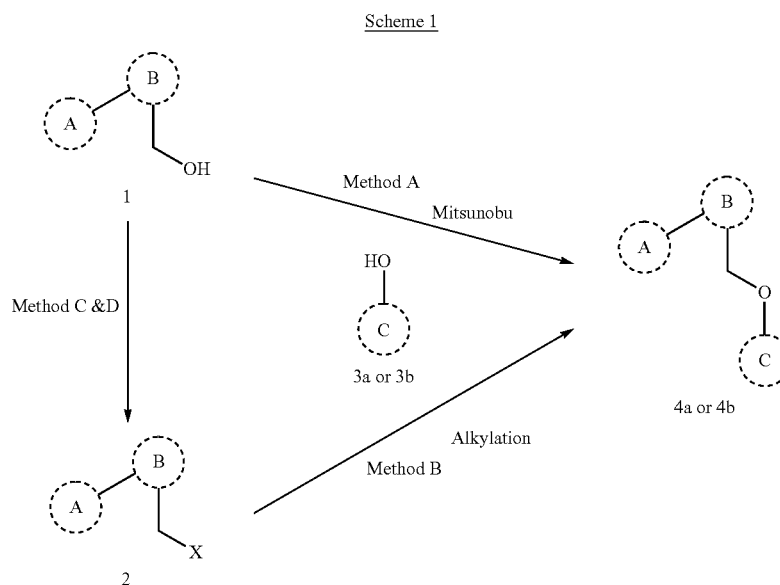 Scheme 1
B
A
OH
1
Method A
Mitsunobu
B
A
O
C
4a or 4b
HO
C
3a or 3b
Method C &D
Alkylation
Method B
B
A
X
2